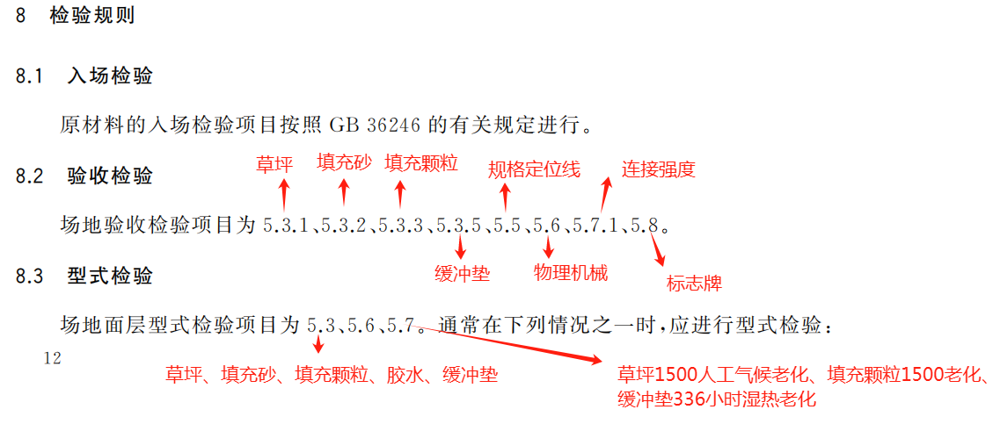 8 检验规则
8.1 入场检验
原材料的入场检验项目按照 GB 36246 的有关规定进行。
草坪 填充砂 填充颗粒 规格定位线 连接强度
8.2 验收检验
场地验收检验项目为 5.3.1、5.3.2、5.3.3、5.3.5、5.5、5.6、5.7.1、5.8。
缓冲垫 物理机械 标志牌
8.3 型式检验
场地面层型式检验项目为 5.3、5.6、5.7。通常在下列情况之一时,应进行型式检验:
12
草坪、填充砂、填充颗粒、胶水、缓冲垫
草坪1500人工气候老化、填充颗粒1500老化、
缓冲垫336小时湿热老化